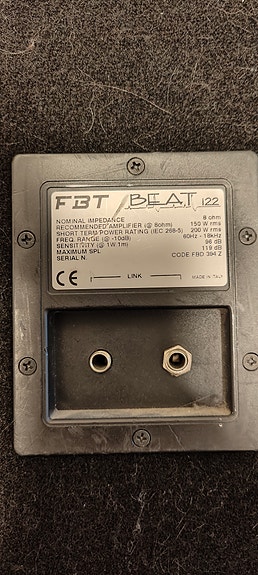 FBT BEAT i22
NOMINAL IMPEDANCE 8 ohm
RECOMMENDED AMPLIFIER (@ 8ohm) 150 W rms
SHORT TERM POWER RATING (IEC 268-5) 200 W rms
FREQ. RANGE (@ -10dB) 60Hz - 18kHz
SENSITIVITY (@ 1W 1m) 96 dB
MAXIMUM SPL 119 dB
SERIAL N. CODE FBD 394 Z
CE LINK MADE IN ITALY